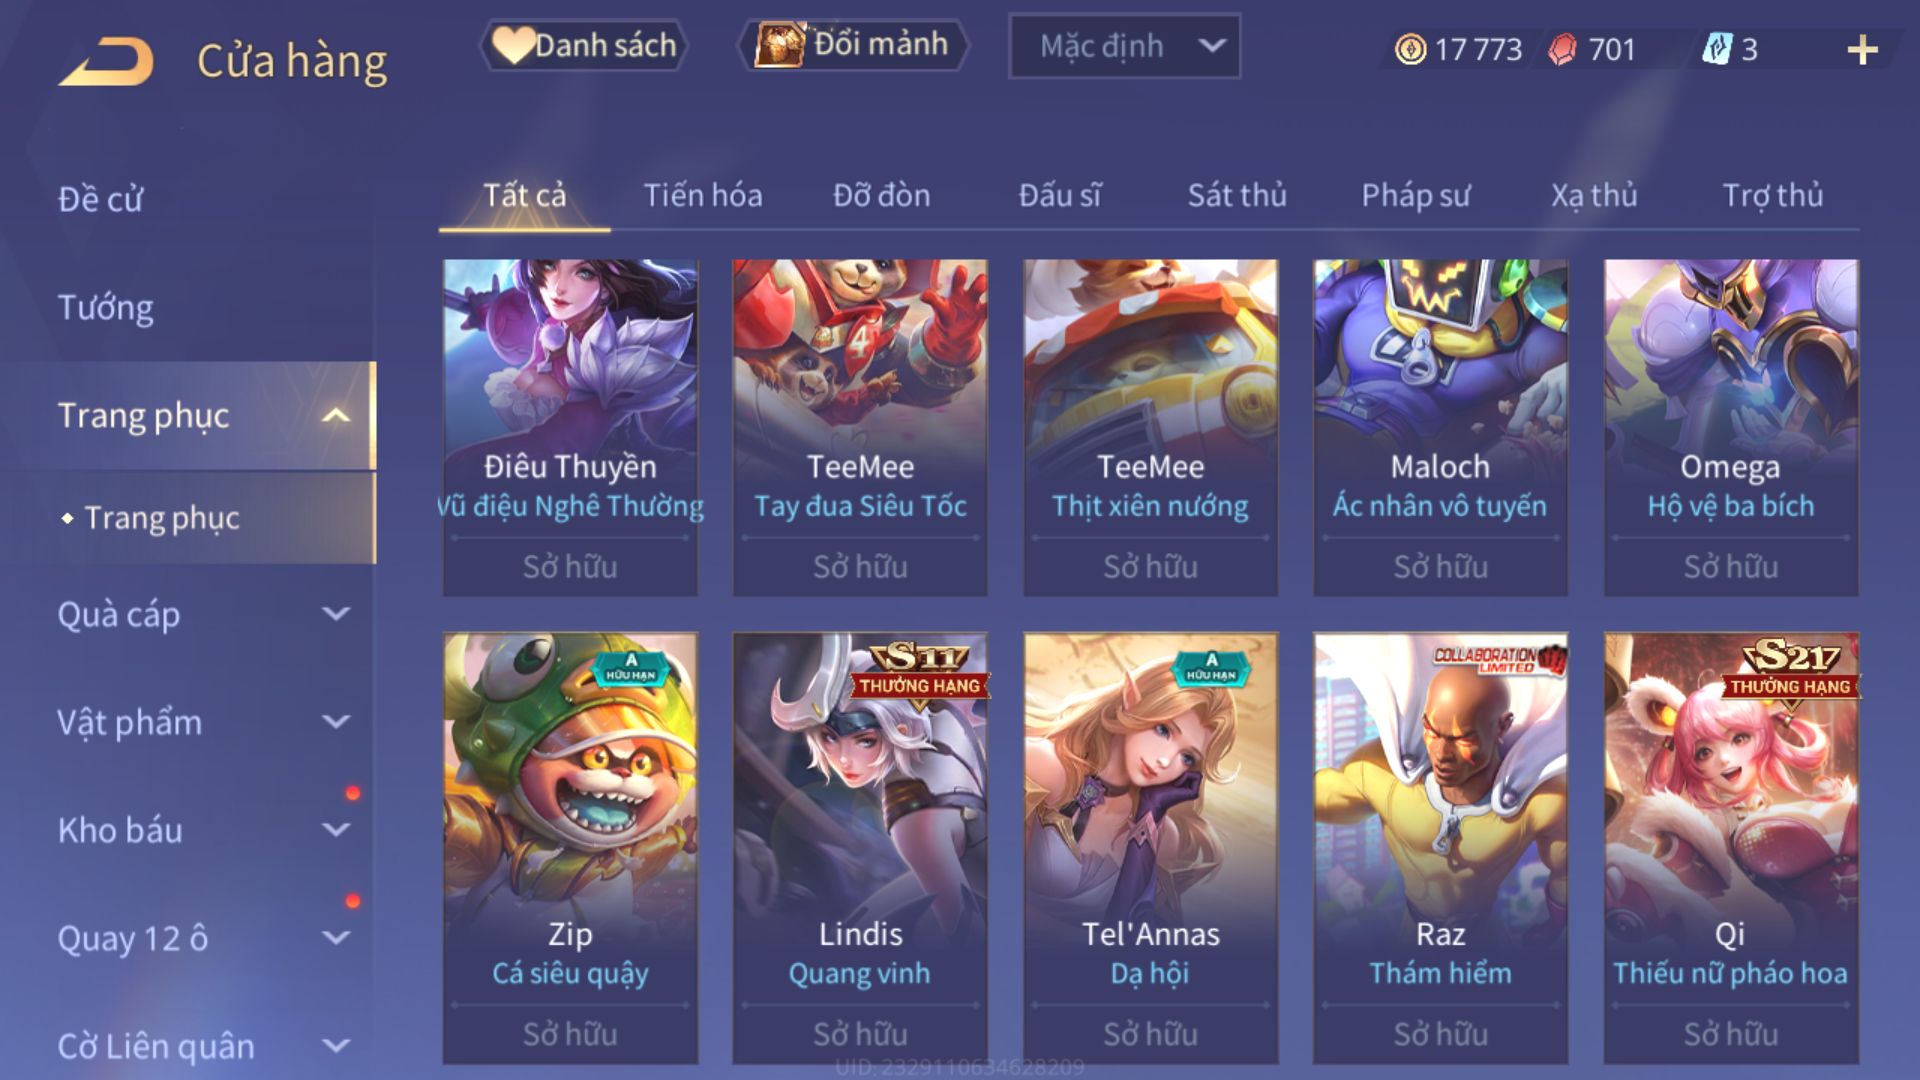 Cửa hàng
Danh sách
Đổi mảnh
Mặc định
17 773
701
3
Đề cử
Tướng
Trang phục
Trang phục
Quà cáp
Vật phẩm
Kho báu
Quay 12 ô
Cờ Liên quân
Tất cả
Tiến hóa
Đỡ đòn
Đấu sĩ
Sát thủ
Pháp sư
Xạ thủ
Trợ thủ
4
Điêu Thuyền
Vũ điệu Nghê Thường
Sở hữu
TeeMee
Tay đua Siêu Tốc
Sở hữu
TeeMee
Thịt xiên nướng
Sở hữu
Maloch
Ác nhân vô tuyến
Sở hữu
Omega
Hộ vệ ba bích
Sở hữu
A
HỮU HẠN
Zip
Cá siêu quậy
Sở hữu
S11
THƯỞNG HẠNG
Lindis
Quang vinh
Sở hữu
A
HỮU HẠN
Tel'Annas
Dạ hội
Sở hữu
COLLABORATION
LIMITED
Raz
Thám hiểm
Sở hữu
S217
THƯỞNG HẠNG
Qi
Thiếu nữ pháo hoa
Sở hữu
UID: 2329110634628209